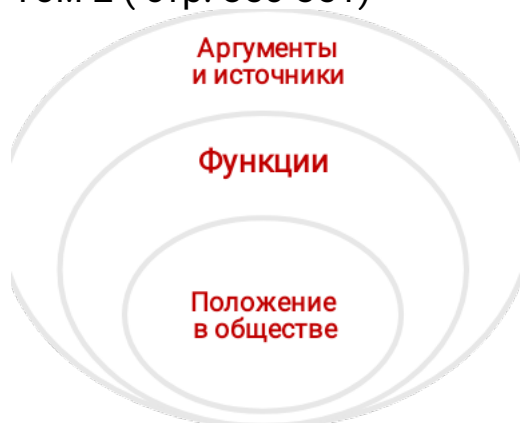 Аргументы
и источники
Функции
Положение
в обществе